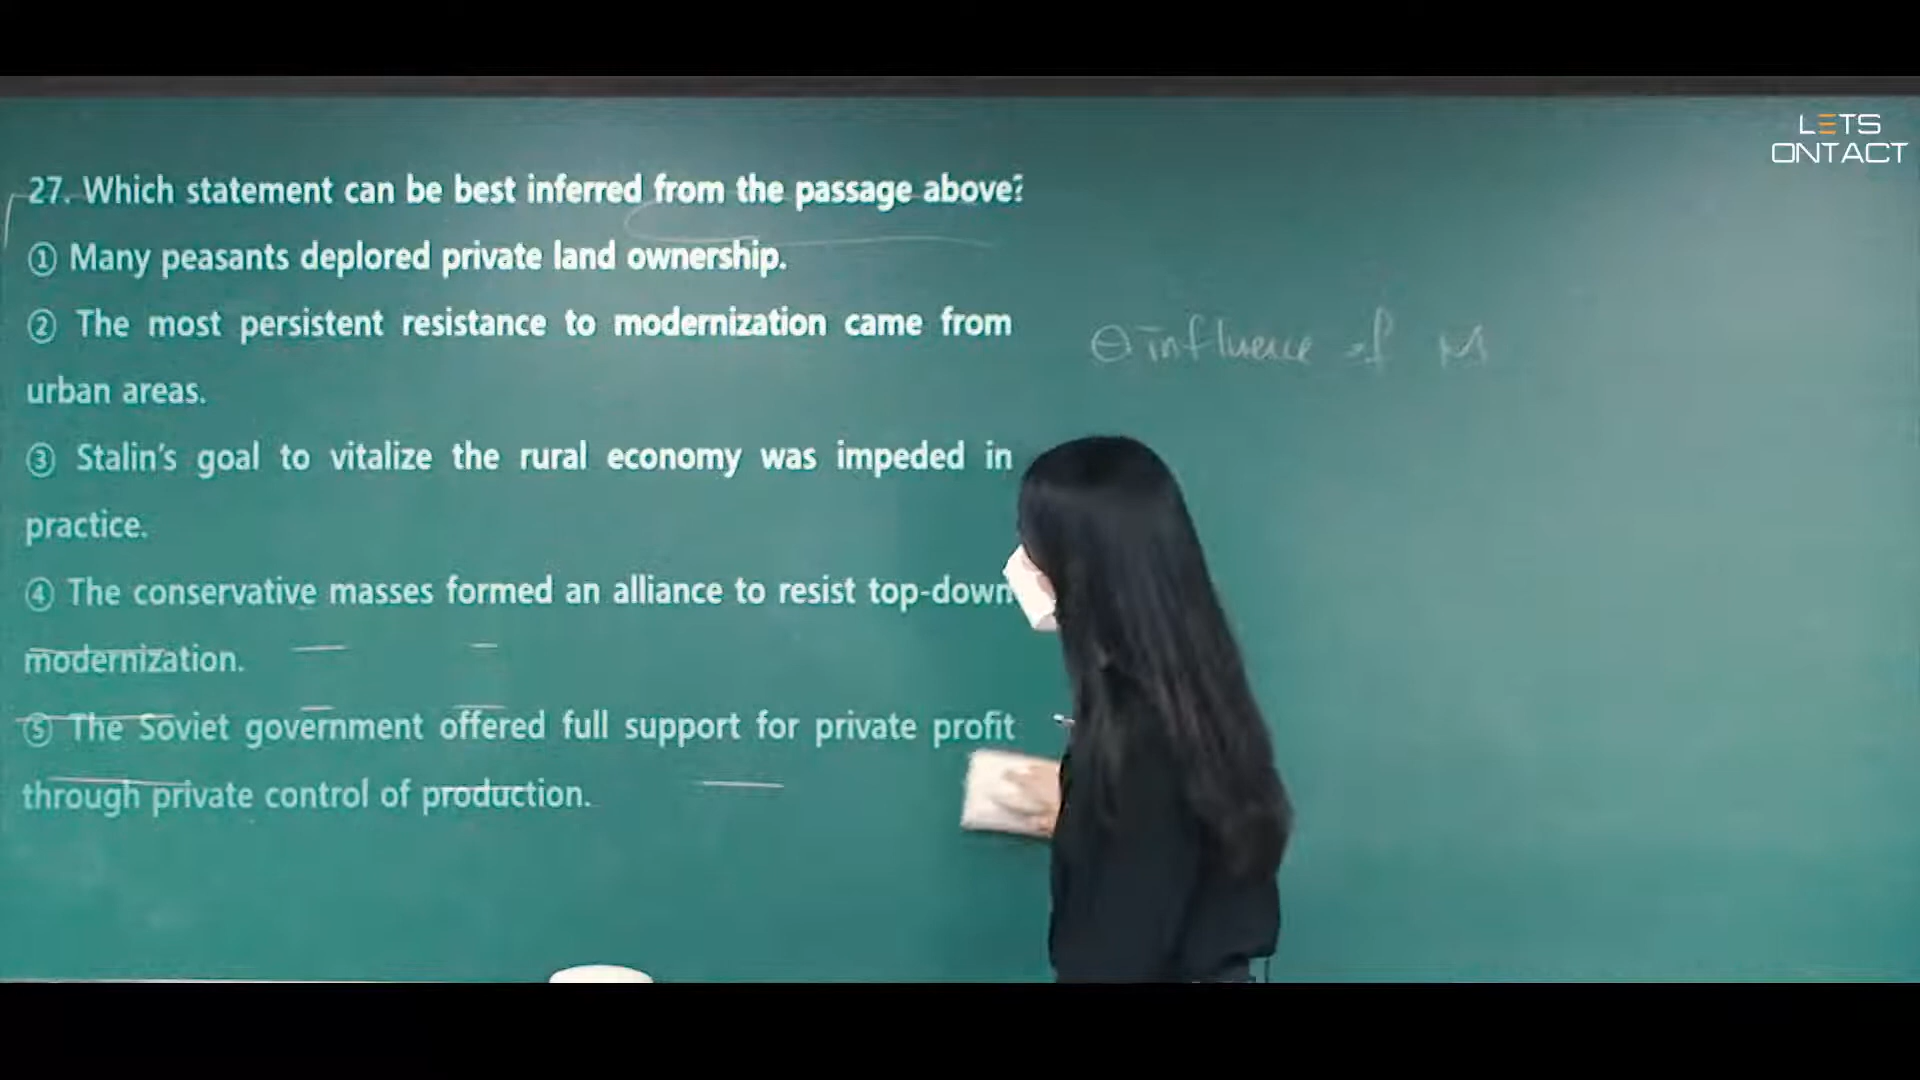 LETS
ONTACT
27. Which statement can be best inferred from the passage above?
① Many peasants deplored private land ownership.
② The most persistent resistance to modernization came from
urban areas.
③ Stalin's goal to vitalize the rural economy was impeded in
practice.
④ The conservative masses formed an alliance to resist top-down
modernization.
⑤ The Soviet government offered full support for private profit
through private control of production.
⊖ influence of